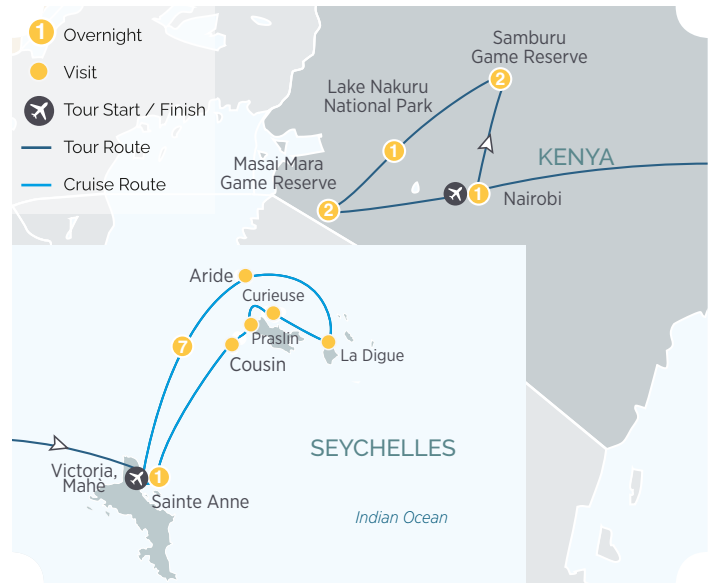 1 Overnight
Visit
Tour Start / Finish
Tour Route
Cruise Route
Samburu
Game Reserve
2
Lake Nakuru
National Park
1
KENYA
Masai Mara
Game Reserve
2
1
Nairobi
Aride
Curieuse
Praslin
7
La Digue
Cousin
SEYCHELLES
Victoria,
Mahè
1
Sainte Anne
Indian Ocean